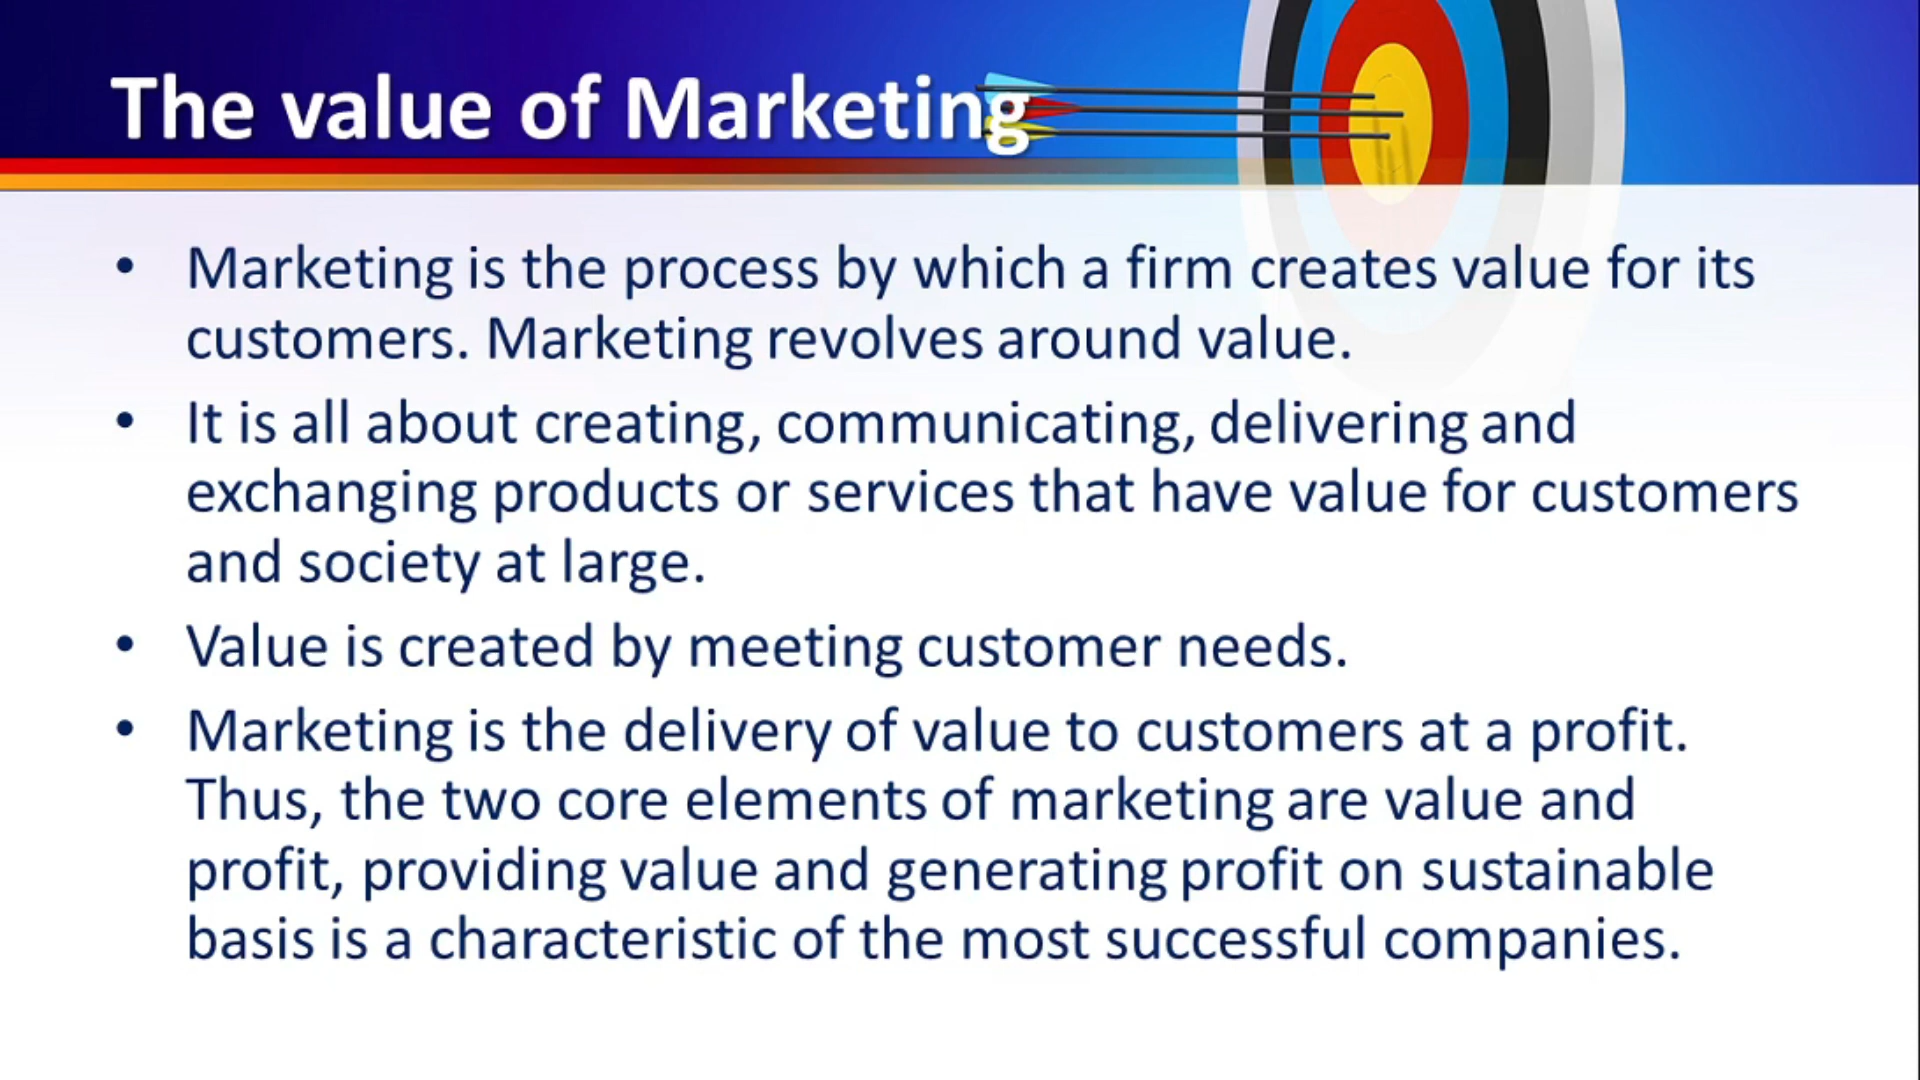 The value of Marketing
• Marketing is the process by which a firm creates value for its
customers. Marketing revolves around value.
• It is all about creating, communicating, delivering and
exchanging products or services that have value for customers
and society at large.
• Value is created by meeting customer needs.
• Marketing is the delivery of value to customers at a profit.
Thus, the two core elements of marketing are value and
profit, providing value and generating profit on sustainable
basis is a characteristic of the most successful companies.